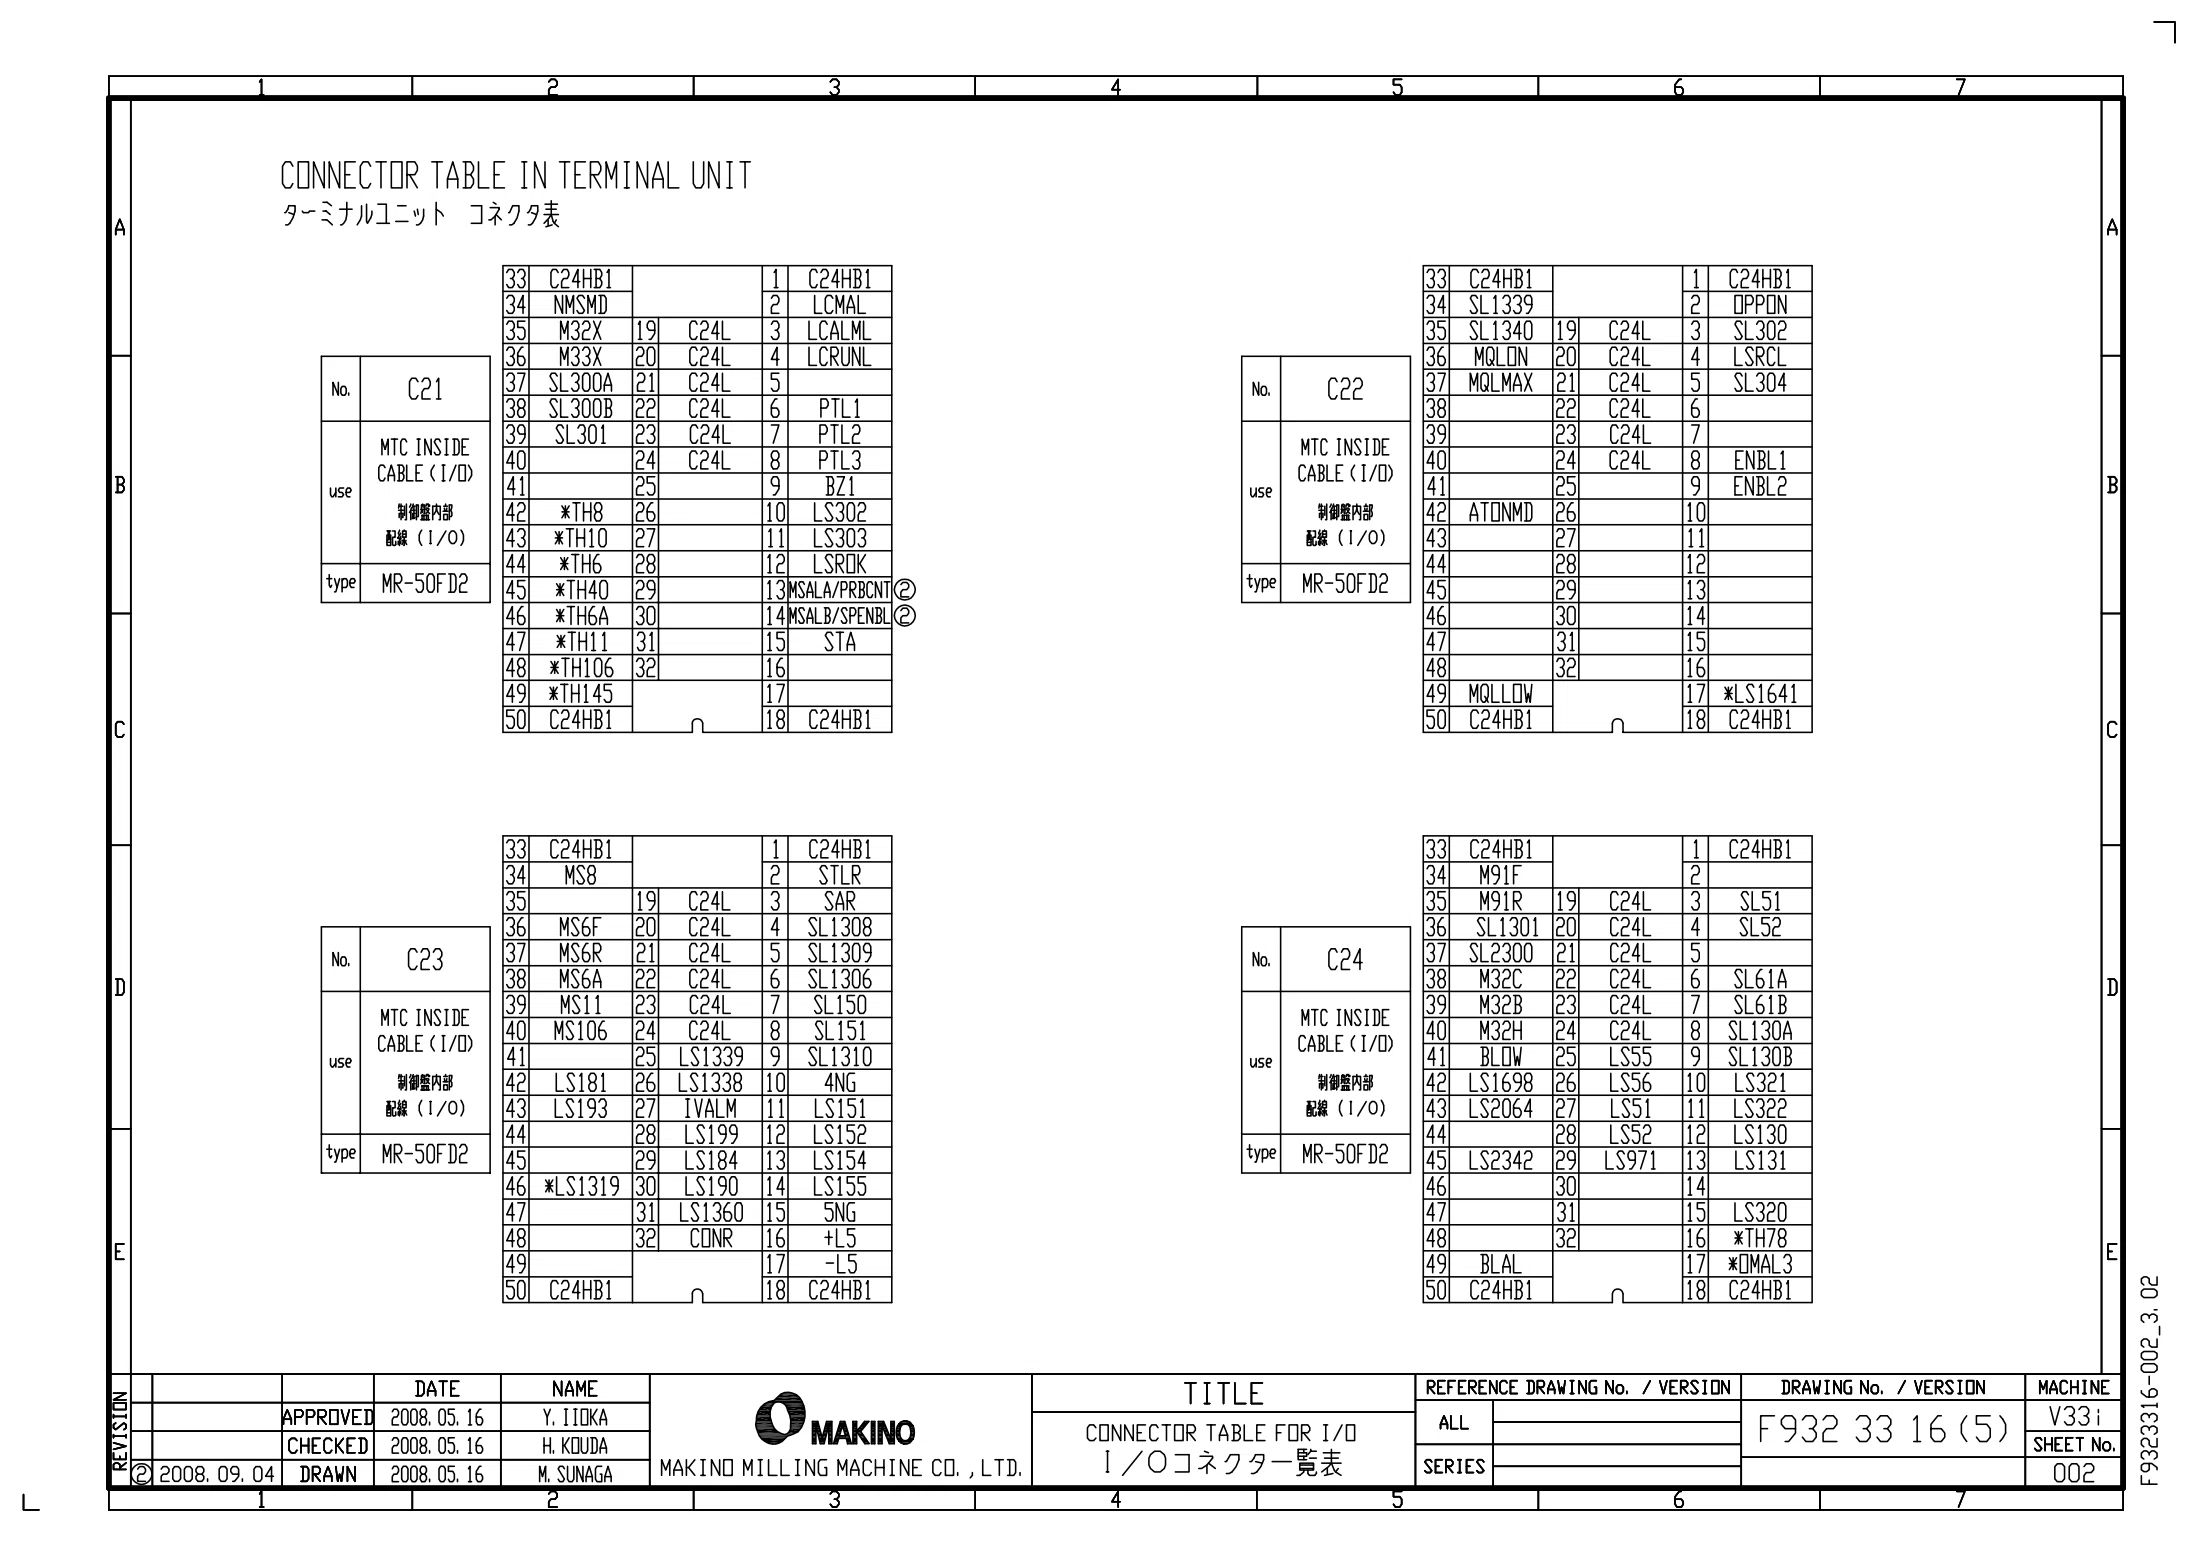 1 2 3 4 5 6 7
CONNECTOR TABLE IN TERMINAL UNIT
ターミナルユニット コネクタ表
A A
B B
C C
D D
E E
No. C21
use MTC INSIDE
CABLE (I/O)
制御盤内部
配線 (I/O)
type MR-50FD2
33 C24HB1 1 C24HB1
34 NMSMD 2 LCMAL
35 M32X 19 C24L 3 LCALML
36 M33X 20 C24L 4 LCRUNL
37 SL300A 21 C24L 5
38 SL300B 22 C24L 6 PTL1
39 SL301 23 C24L 7 PTL2
40 24 C24L 8 PTL3
41 25 9 BZ1
42 *TH8 26 10 LS302
43 *TH10 27 11 LS303
44 *TH6 28 12 LSROK
45 *TH40 29 13 MSALA/PRBCNT ②
46 *TH6A 30 14 MSALB/SPENBL ②
47 *TH11 31 15 STA
48 *TH106 32 16
49 *TH145 17
50 C24HB1 18 C24HB1
No. C22
use MTC INSIDE
CABLE (I/O)
制御盤内部
配線 (I/O)
type MR-50FD2
33 C24HB1 1 C24HB1
34 SL1339 2 OPPON
35 SL1340 19 C24L 3 SL302
36 MQLON 20 C24L 4 LSRCL
37 MQLMAX 21 C24L 5 SL304
38 22 C24L 6
39 23 C24L 7
40 24 C24L 8 ENBL1
41 25 9 ENBL2
42 ATONMD 26 10
43 27 11
44 28 12
45 29 13
46 30 14
47 31 15
48 32 16
49 MQLLOW 17 *LS1641
50 C24HB1 18 C24HB1
No. C23
use MTC INSIDE
CABLE (I/O)
制御盤内部
配線 (I/O)
type MR-50FD2
33 C24HB1 1 C24HB1
34 MS8 2 STLR
35 19 C24L 3 SAR
36 MS6F 20 C24L 4 SL1308
37 MS6R 21 C24L 5 SL1309
38 MS6A 22 C24L 6 SL1306
39 MS11 23 C24L 7 SL150
40 MS106 24 C24L 8 SL151
41 25 LS1339 9 SL1310
42 LS181 26 LS1338 10 4NG
43 LS193 27 IVALM 11 LS151
44 28 LS199 12 LS152
45 29 LS184 13 LS154
46 *LS1319 30 LS190 14 LS155
47 31 LS1360 15 5NG
48 32 CONR 16 +L5
49 17 -L5
50 C24HB1 18 C24HB1
No. C24
use MTC INSIDE
CABLE (I/O)
制御盤内部
配線 (I/O)
type MR-50FD2
33 C24HB1 1 C24HB1
34 M91F 2
35 M91R 19 C24L 3 SL51
36 SL1301 20 C24L 4 SL52
37 SL2300 21 C24L 5
38 M32C 22 C24L 6 SL61A
39 M32B 23 C24L 7 SL61B
40 M32H 24 C24L 8 SL130A
41 BLOW 25 LS55 9 SL130B
42 LS1698 26 LS56 10 LS321
43 LS2064 27 LS51 11 LS322
44 28 LS52 12 LS130
45 LS2342 29 LS971 13 LS131
46 30 14
47 31 15 LS320
48 32 16 *TH78
49 BLAL 17 *OMAL3
50 C24HB1 18 C24HB1
REVISION
② 2008. 09. 04
DATE NAME
APPROVED 2008. 05. 16 Y. IIOKA
CHECKED 2008. 05. 16 H. KOUDA
DRAWN 2008. 05. 16 M. SUNAGA
MAKINO
MAKINO MILLING MACHINE CO. , LTD.
TITLE
CONNECTOR TABLE FOR I/O
I/Oコネクター覧表
REFERENCE DRAWING No. / VERSION
ALL
SERIES
DRAWING No. / VERSION
F932 33 16 (5)
MACHINE
V33i
SHEET No.
002
F9323316-002_3. 02
1 2 3 4 5 6 7